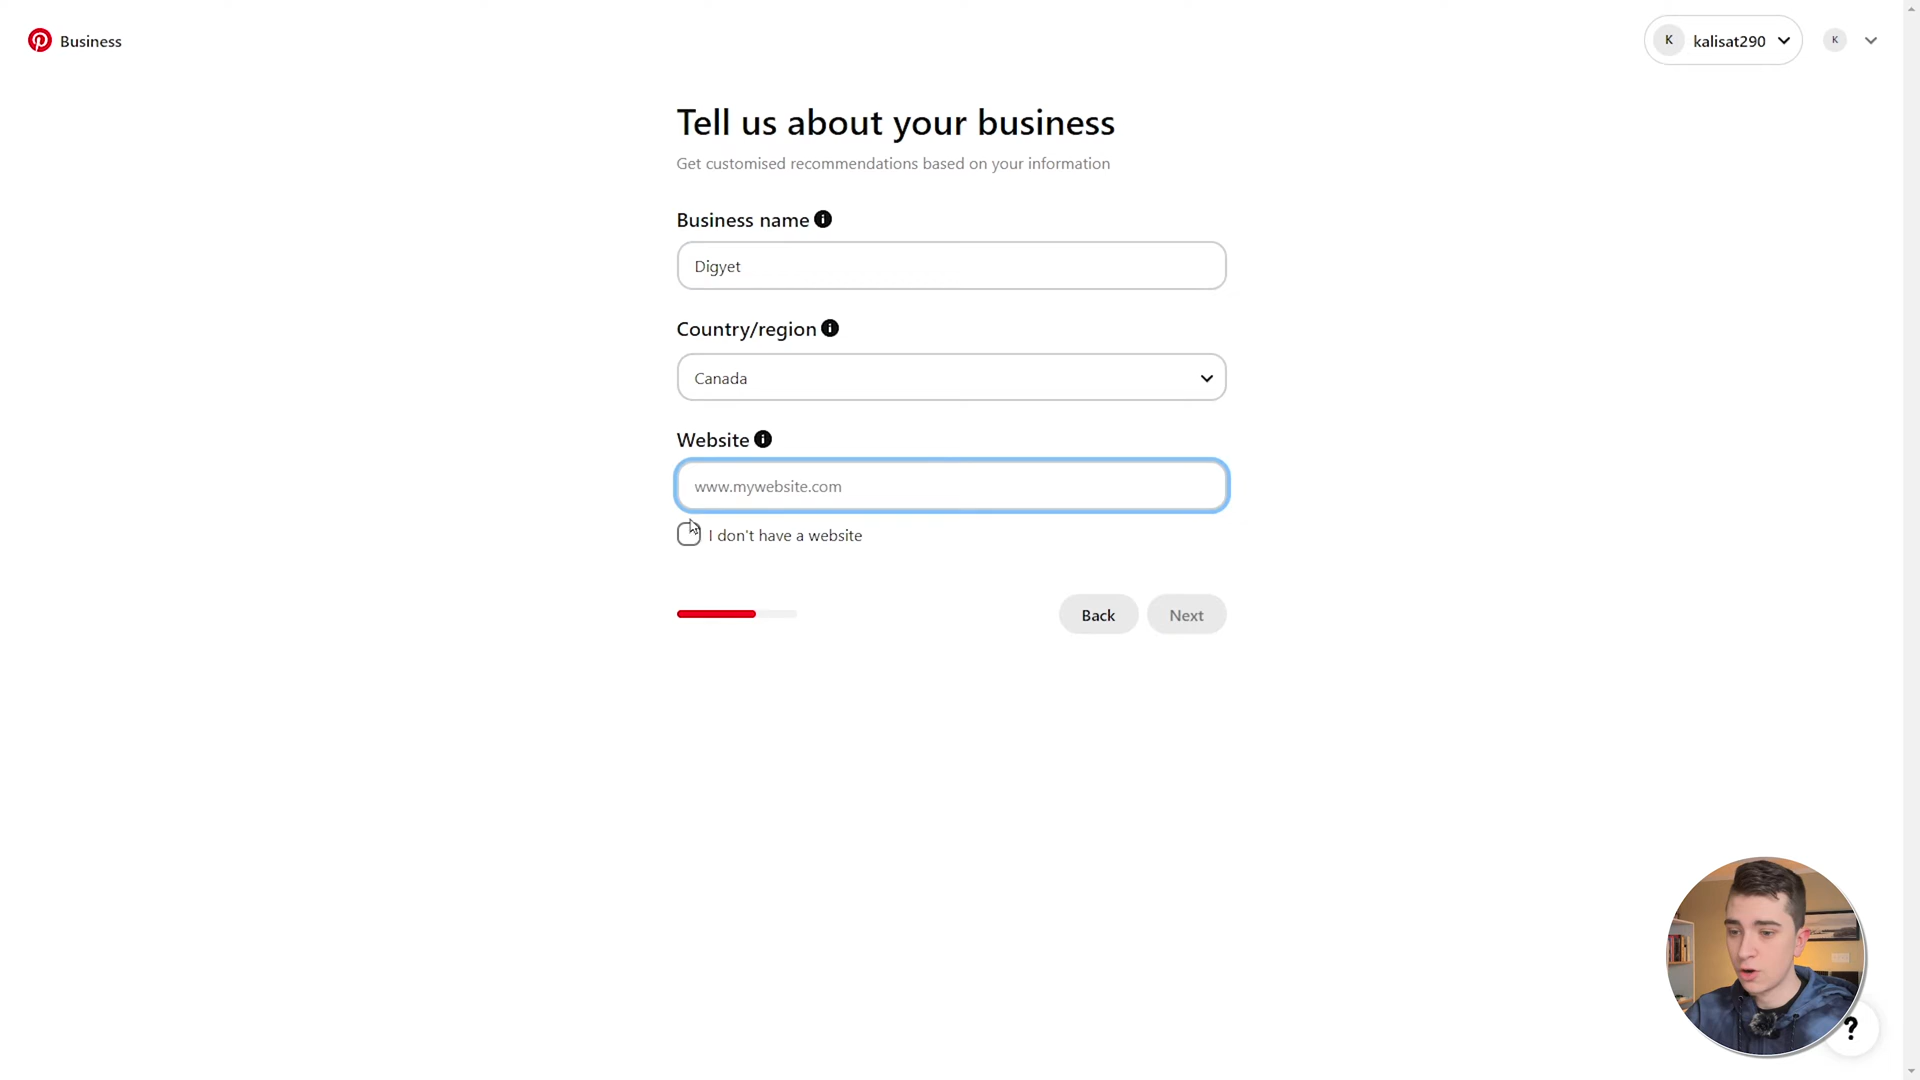 Business
K kalisat290
K
Tell us about your business
Get customised recommendations based on your information
Business name
Digyet
Country/region
Canada
Website
www.mywebsite.com
I don't have a website
Back
Next
?